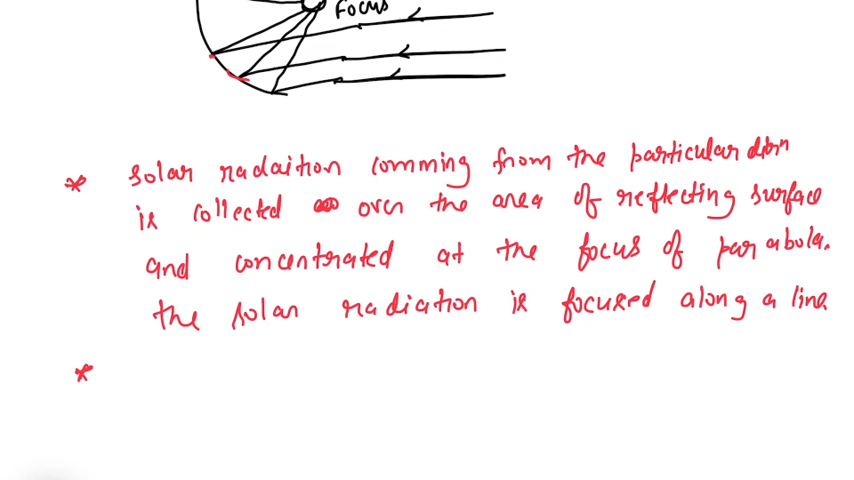 Focus
* Solar radaition comming from the particular dirn
is collected over the area of reflecting surface
and concentrated at the focus of parabola.
the solar radiation is focused along a line
*